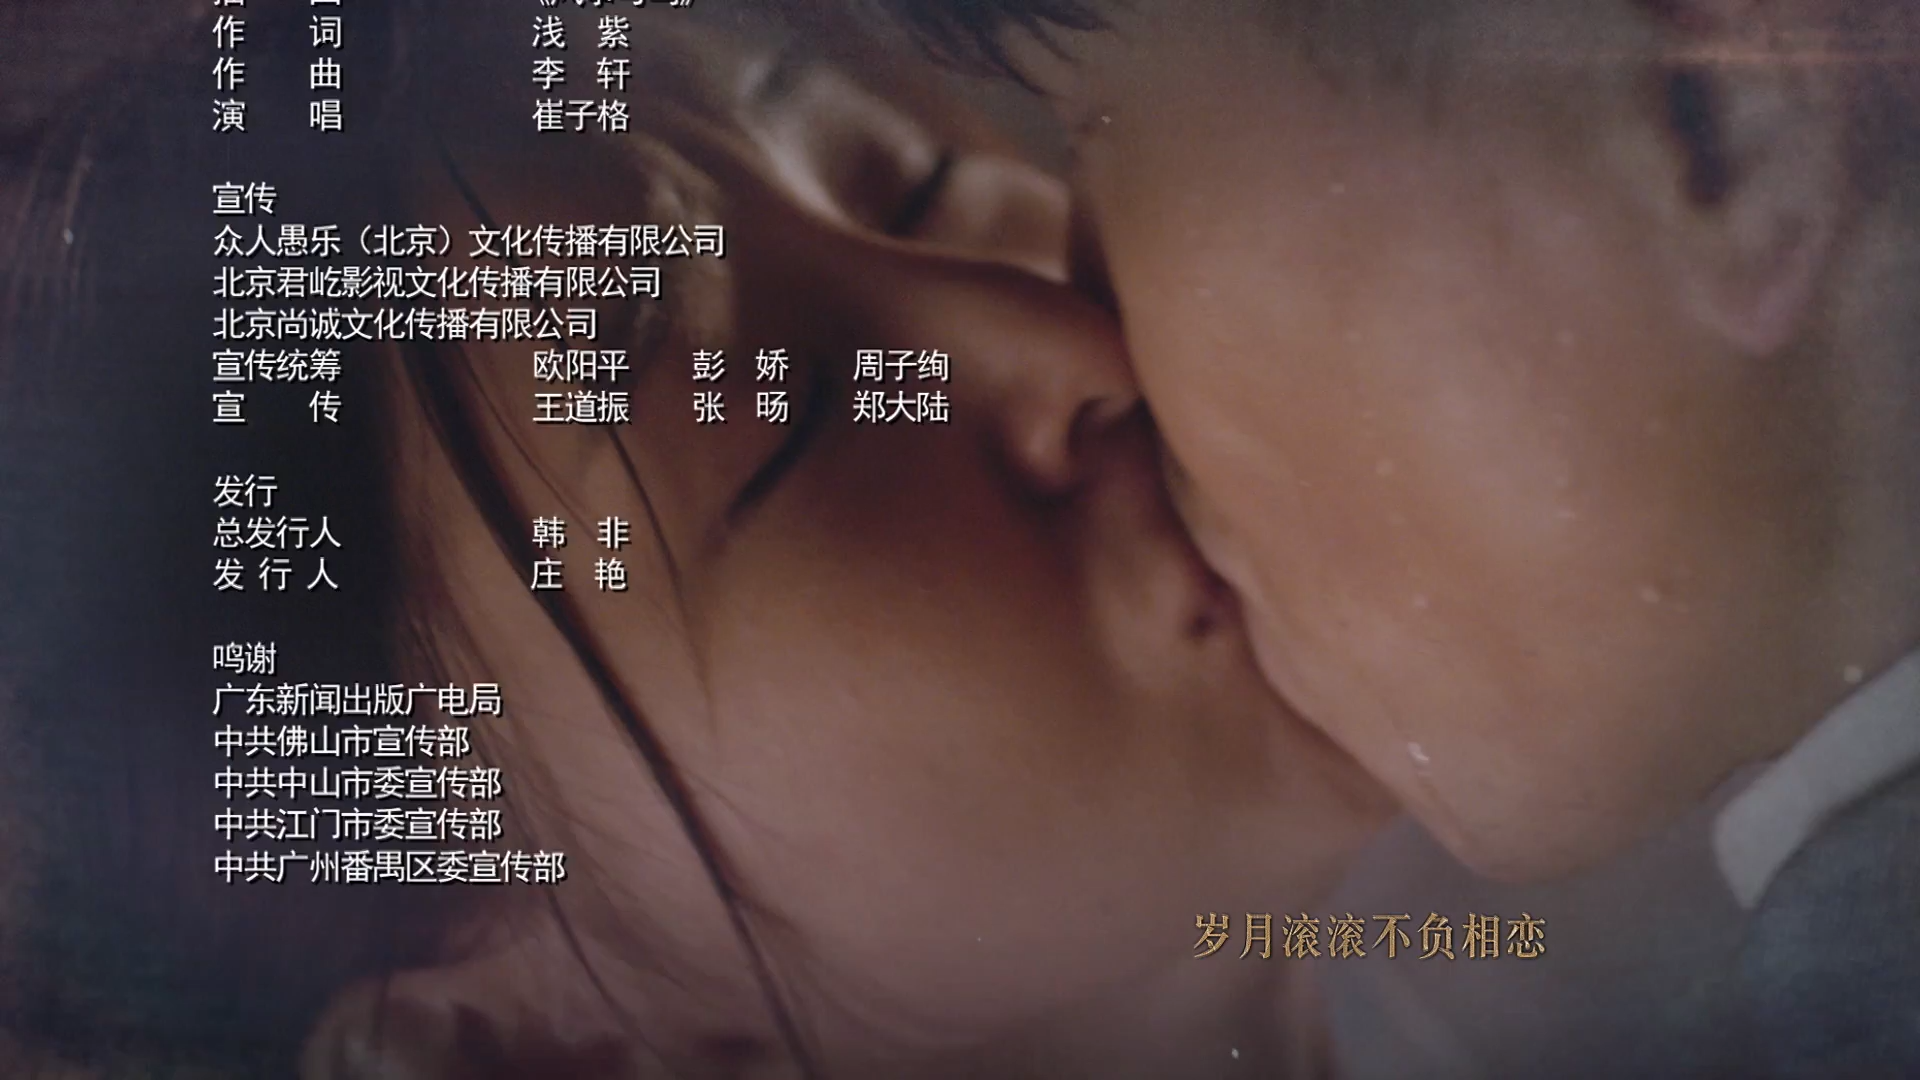 作 词 浅 紫
作 曲 李 轩
演 唱 崔子格
宣传
众人愚乐（北京）文化传播有限公司
北京君屹影视文化传播有限公司
北京尚诚文化传播有限公司
宣传统筹 欧阳平 彭 娇 周子绚
宣 传 王道振 张 旸 郑大陆
发行
总发行人 韩 非
发 行 人 庄 艳
鸣谢
广东新闻出版广电局
中共佛山市宣传部
中共中山市委宣传部
中共江门市委宣传部
中共广州番禺区委宣传部
岁月滚滚不负相恋